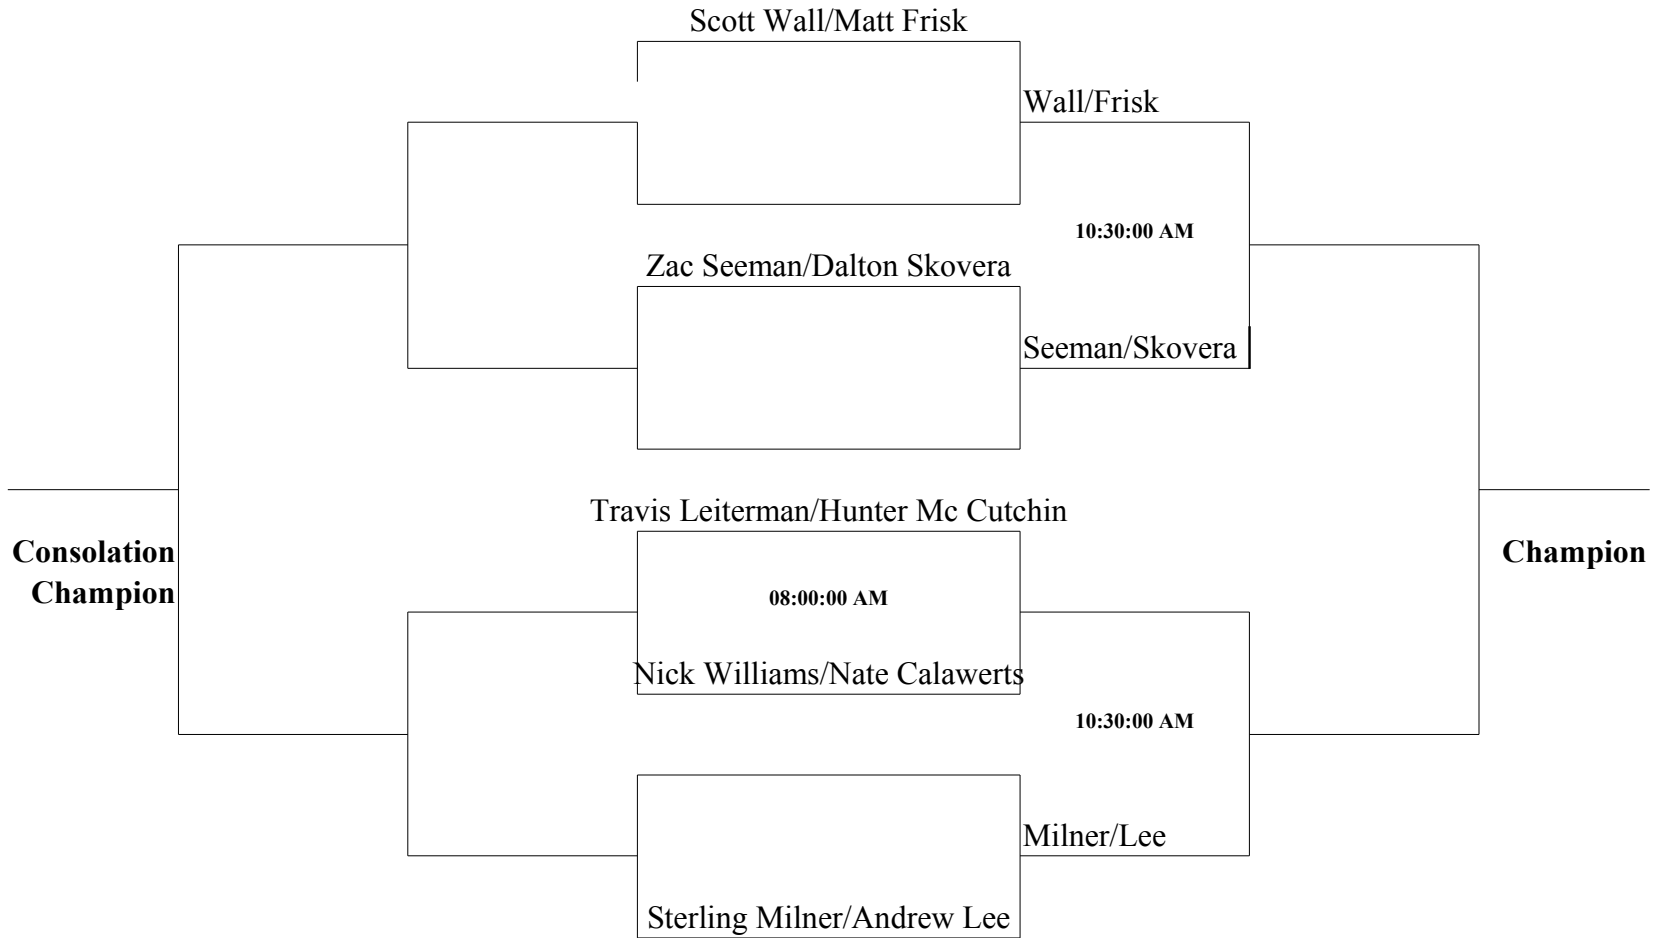 Scott Wall/Matt Frisk
Wall/Frisk
10:30:00 AM
Zac Seeman/Dalton Skovera
Seeman/Skovera
Travis Leiterman/Hunter Mc Cutchin
Consolation
Champion
Champion
08:00:00 AM
Nick Williams/Nate Calawerts
10:30:00 AM
Milner/Lee
Sterling Milner/Andrew Lee